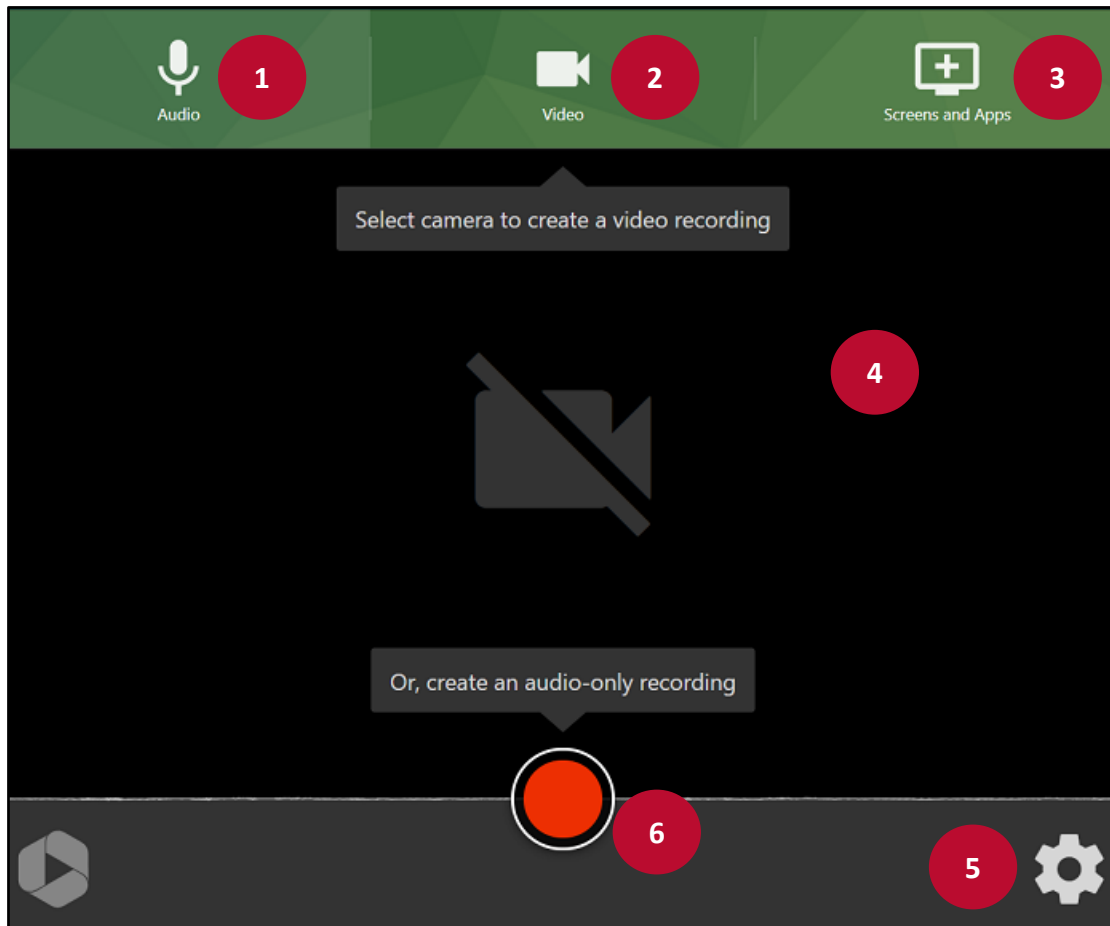 1
Audio
2
Video
3
Screens and Apps
Select camera to create a video recording
4
Or, create an audio-only recording
6
5